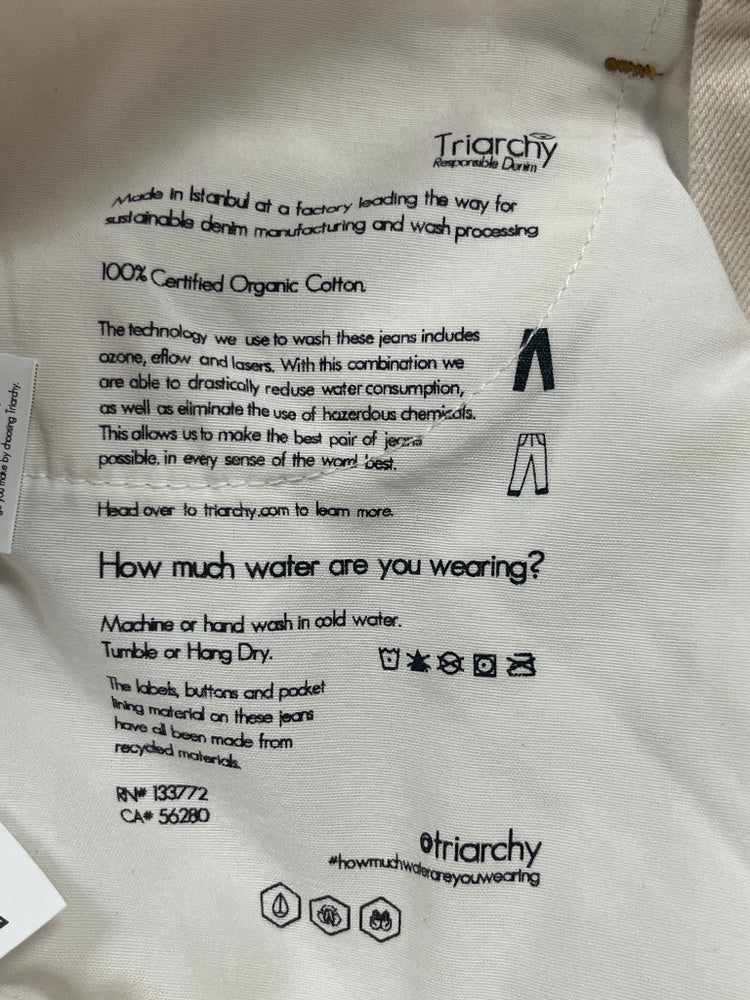 Triarchy
Responsible Denim
Made in Istanbul at a factory leading the way for
sustainable denim manufacturing and wash processing
100% Certified Organic Cotton
The technology we use to wash these jeans includes
ozone, eflow and lasers. With this combination we
are able to drastically reduse water consumption,
as well as eliminate the use of hazerdous chemicals.
This allows us to make the best pair of jeans
possible. in every sense of the word best.
Head over to triarchy.com to learn more.
How much water are you wearing?
Machine or hand wash in cold water.
Tumble or Hang Dry.
The labels, buttons and pocket
lining material on these jeans
have all been made from
recycled materials.
RN# 133772
CA# 56280
@triarchy
#howmuchwaterareyouwearing
you make by choosing Triarchy.